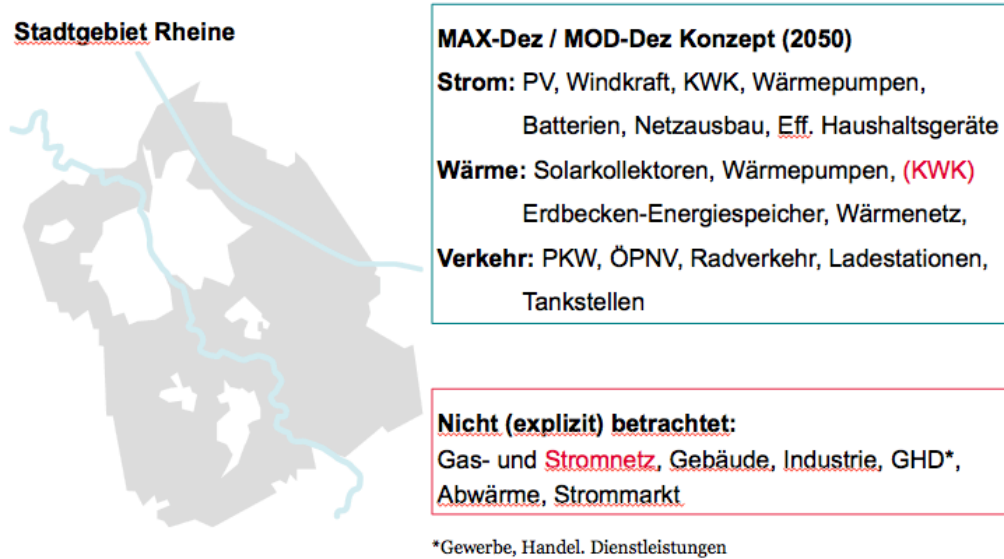 Stadtgebiet Rheine
MAX-Dez / MOD-Dez Konzept (2050)
Strom: PV, Windkraft, KWK, Wärmepumpen,
Batterien, Netzausbau, Eff. Haushaltsgeräte
Wärme: Solarkollektoren, Wärmepumpen, (KWK)
Erdbecken-Energiespeicher, Wärmenetz,
Verkehr: PKW, ÖPNV, Radverkehr, Ladestationen,
Tankstellen
Nicht (explizit) betrachtet:
Gas- und Stromnetz, Gebäude, Industrie, GHD*,
Abwärme, Strommarkt
*Gewerbe, Handel. Dienstleistungen